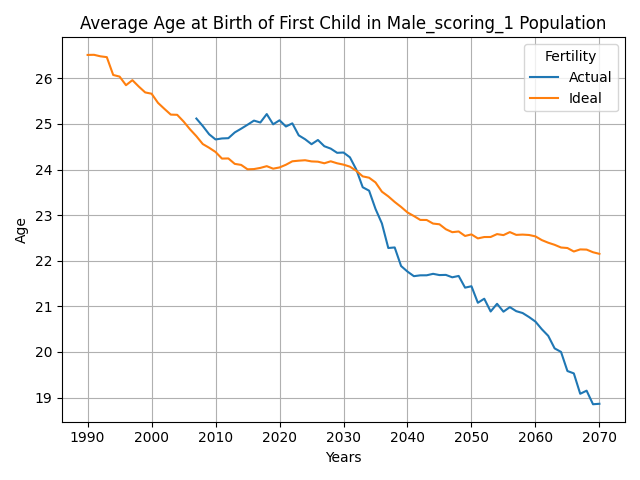 Average Age at Birth of First Child in Male_scoring_1 Population
Fertility
Actual
Ideal
Age
26
25
24
23
22
21
20
19
1990 2000 2010 2020 2030 2040 2050 2060 2070
Years